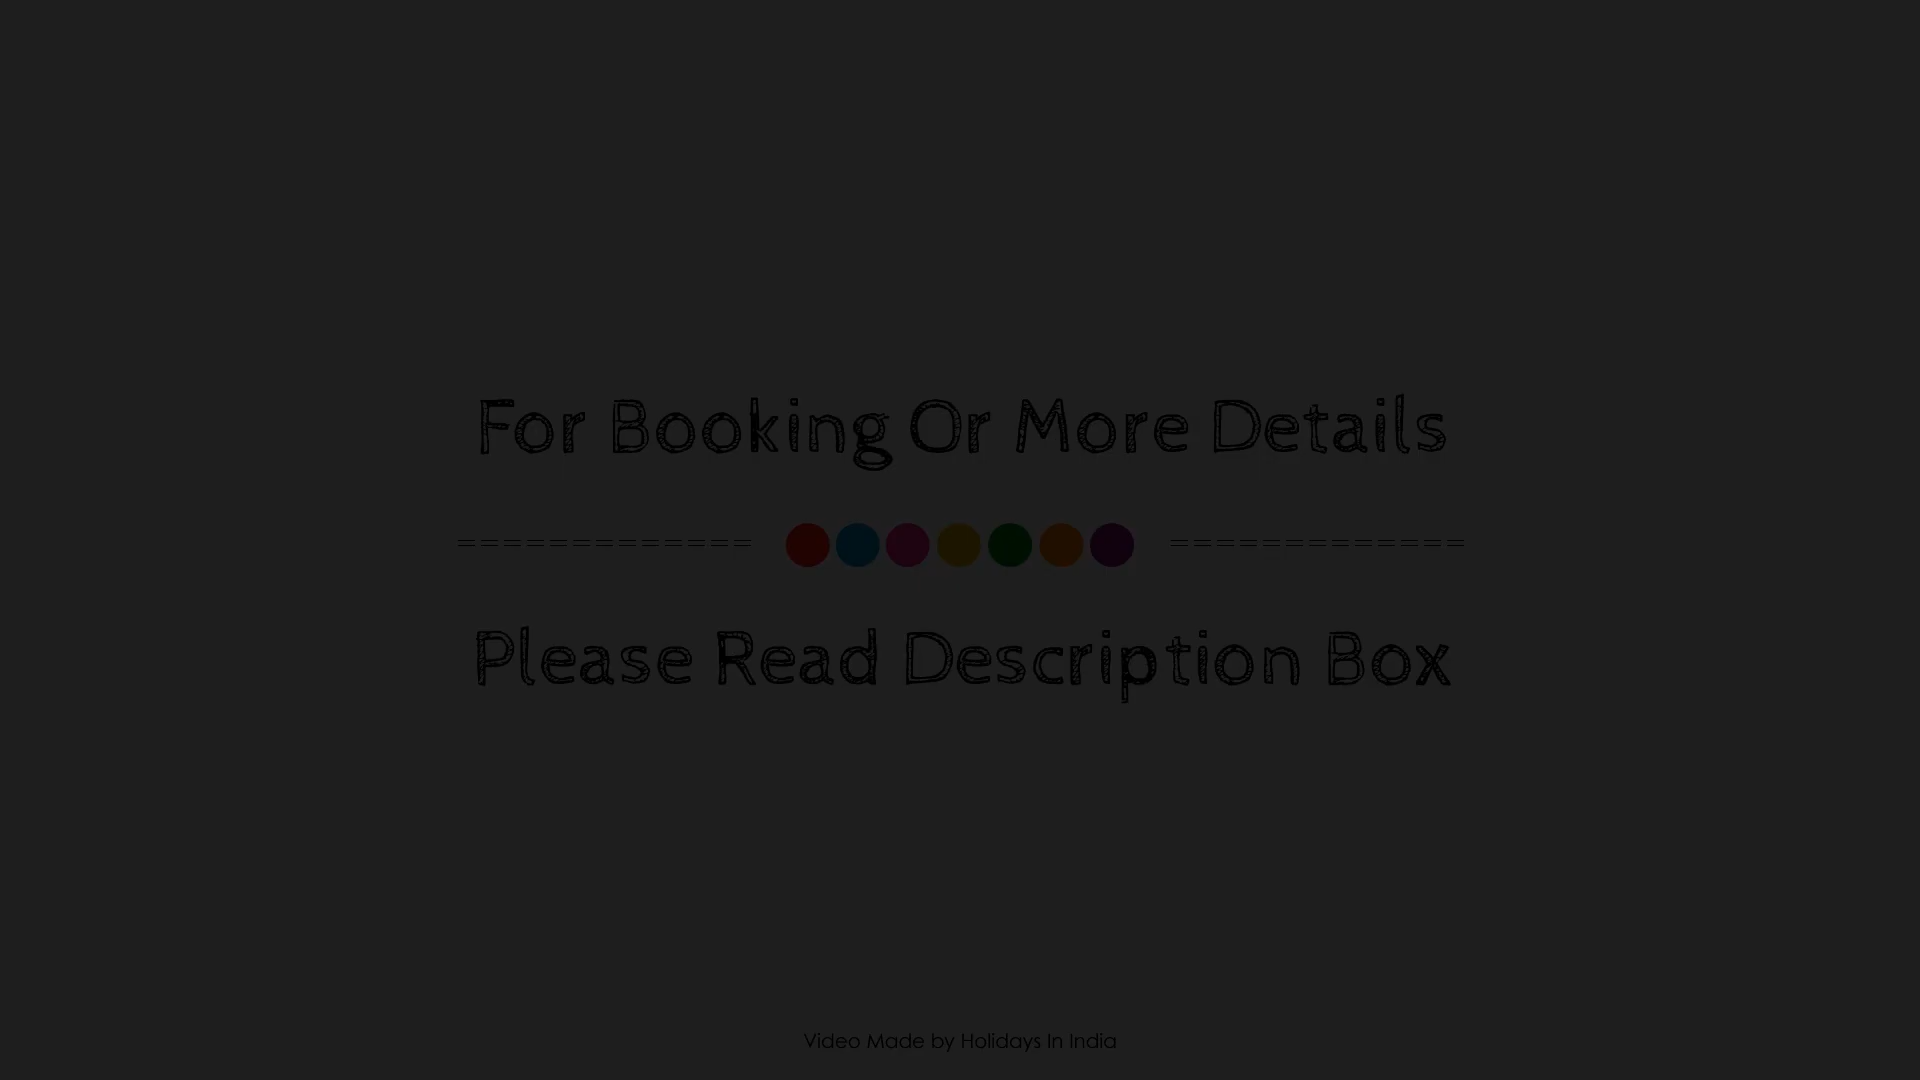 For Booking Or More Details
============= =============
Please Read Description Box
Video Made by Holidays In India